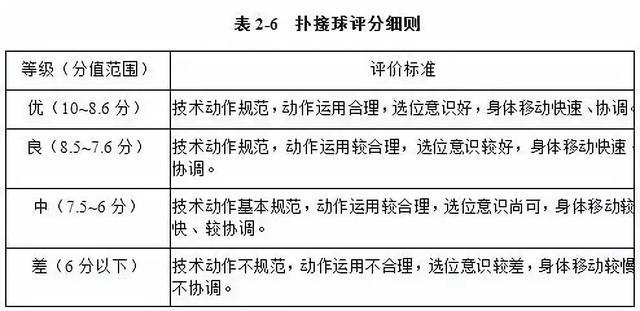 表 2-6 扑接球评分细则
等级（分值范围） 评价标准
优（10~8.6 分） 技术动作规范，动作运用合理，选位意识好，身体移动快速、协调。
良（8.5~7.6 分） 技术动作规范，动作运用较合理，选位意识较好，身体移动快速
协调。
中（7.5~6 分） 技术动作基本规范，动作运用较合理，选位意识尚可，身体移动较
快、较协调。
差（6 分以下） 技术动作不规范，动作运用不合理，选位意识较差，身体移动较慢
不协调。